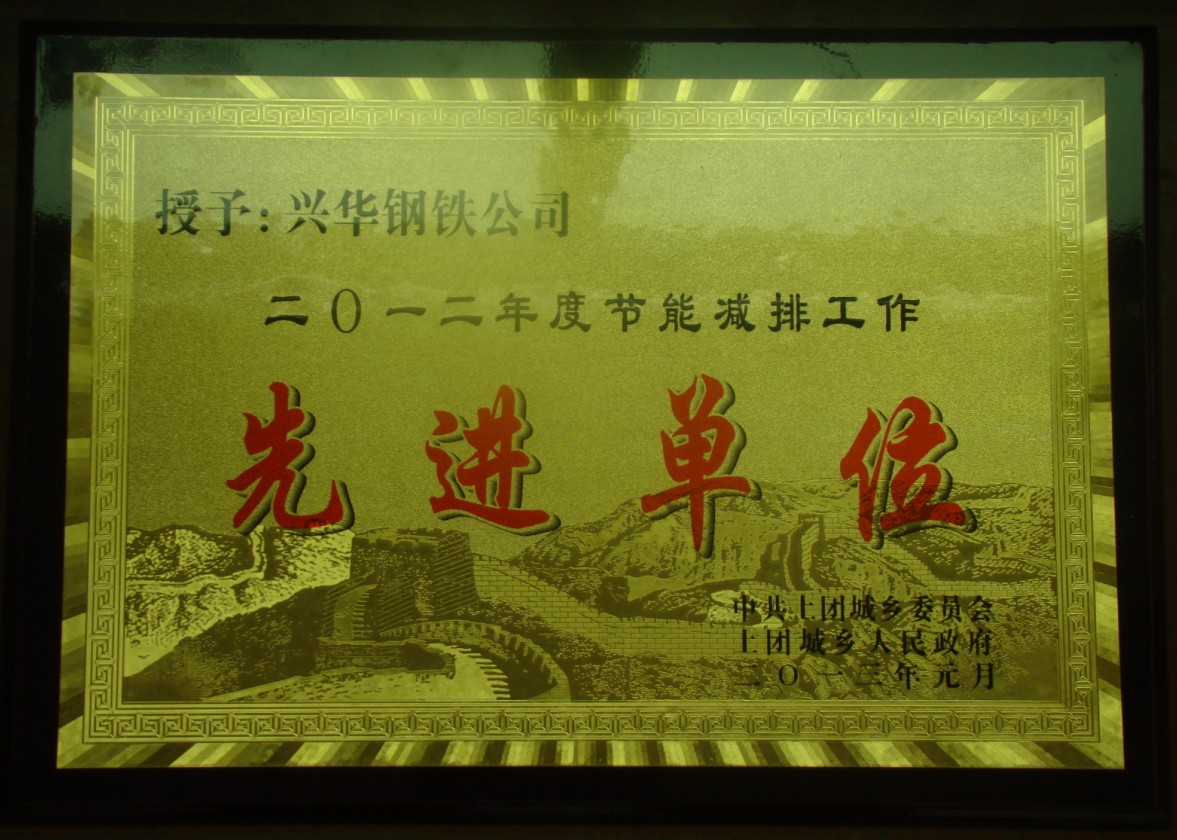 授予:兴华钢铁公司
二〇一二年度节能减排工作
先进单位
中共上团城乡委员会
上团城乡人民政府
二〇一三年元月